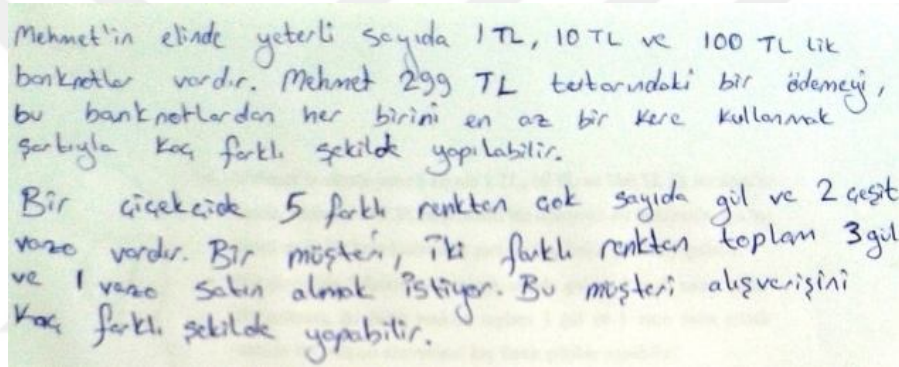 Mehmet'in elinde yeterli sayıda 1 TL, 10 TL ve 100 TL lik
banknotlar vardır. Mehmet 299 TL tutarındaki bir ödemeyi,
bu banknotlardan her birini en az bir kere kullanmak
şartıyla kaç farklı şekilde yapılabilir.
Bir çiçekçide 5 farklı renkten çok sayıda gül ve 2 çeşit
vazo vardır. Bir müşteri, iki farklı renkten toplam 3 gül
ve 1 vazo satın almak istiyor. Bu müşteri alışverişini
kaç farklı şekilde yapabilir.